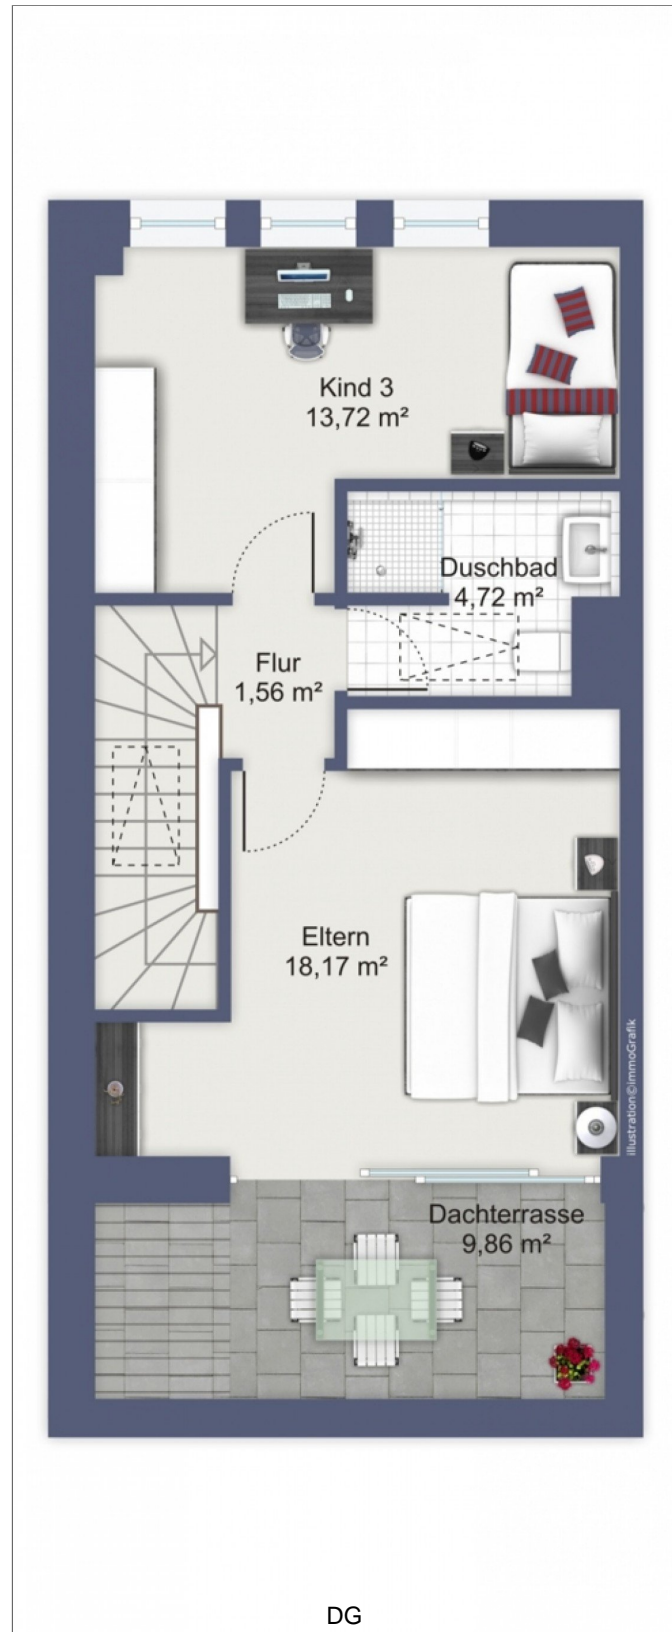 Kind 3
13,72 m²
Duschbad
4,72 m²
Flur
1,56 m²
Eltern
18,17 m²
illustration©immoGrafik
Dachterrasse
9,86 m²
DG